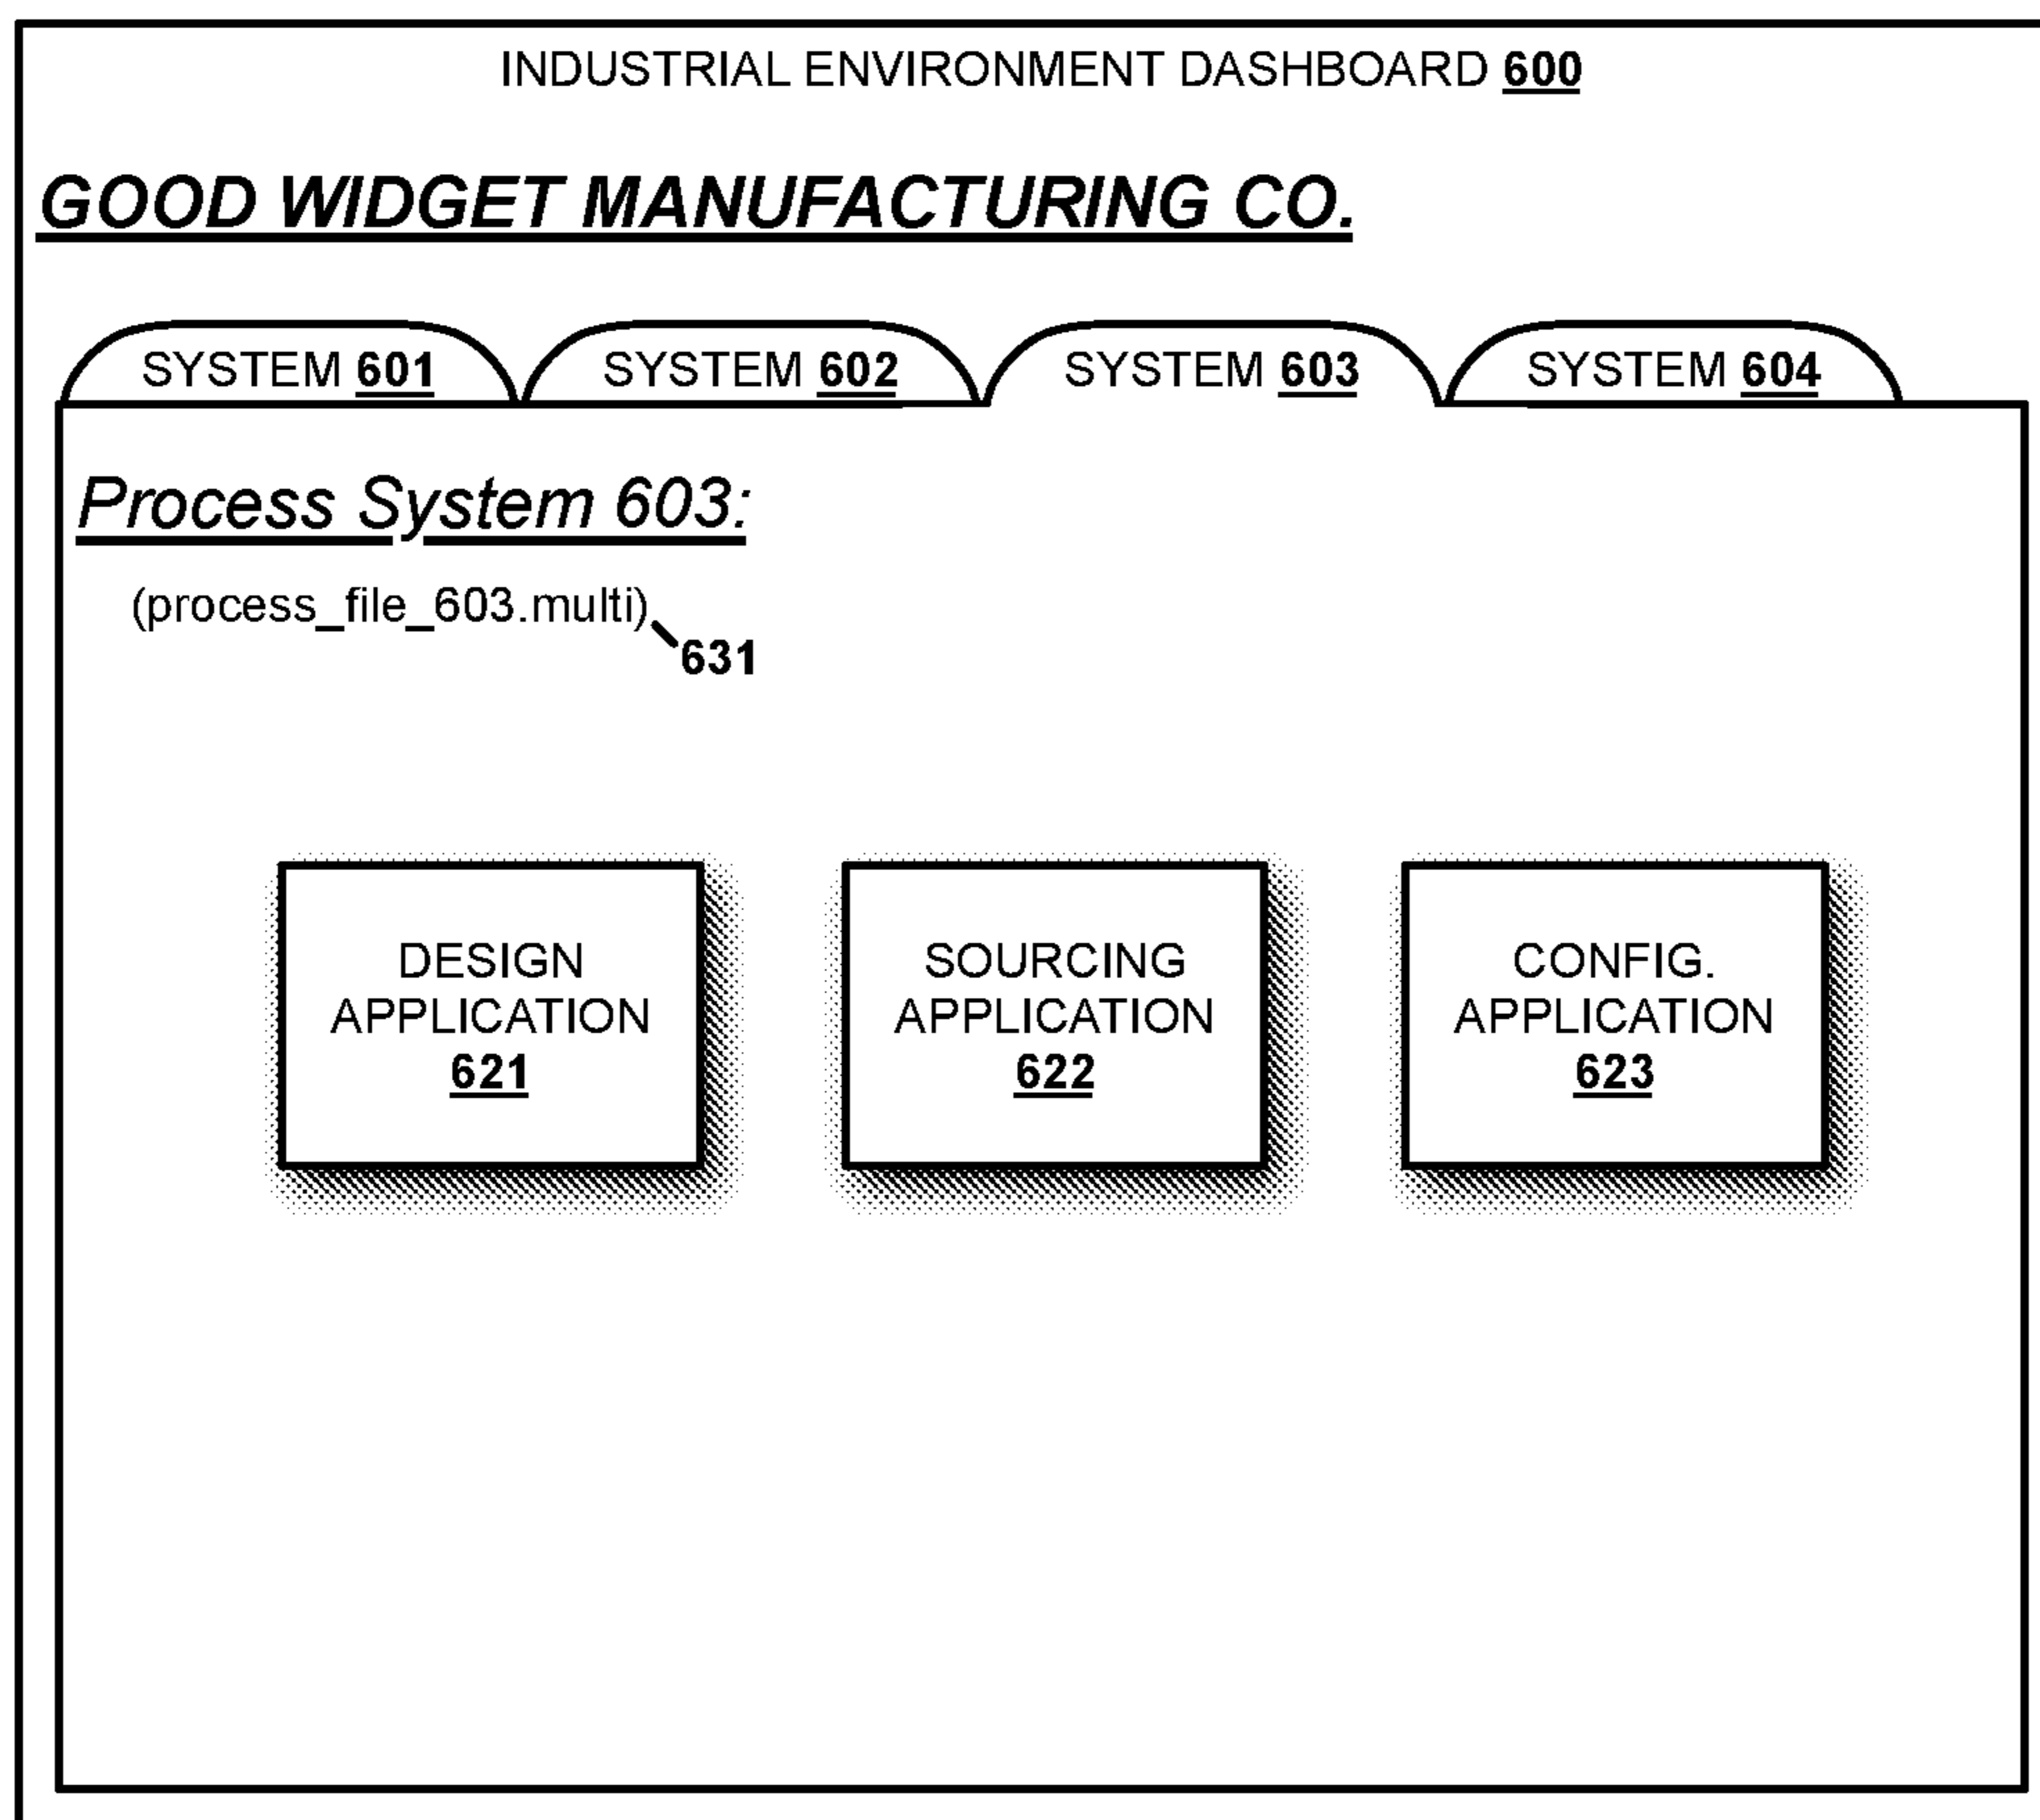 INDUSTRIAL ENVIRONMENT DASHBOARD 600
GOOD WIDGET MANUFACTURING CO.
SYSTEM 601 SYSTEM 602 SYSTEM 603 SYSTEM 604
Process System 603:
(process_file_603.multi)
631
DESIGN APPLICATION 621
SOURCING APPLICATION 622
CONFIG. APPLICATION 623